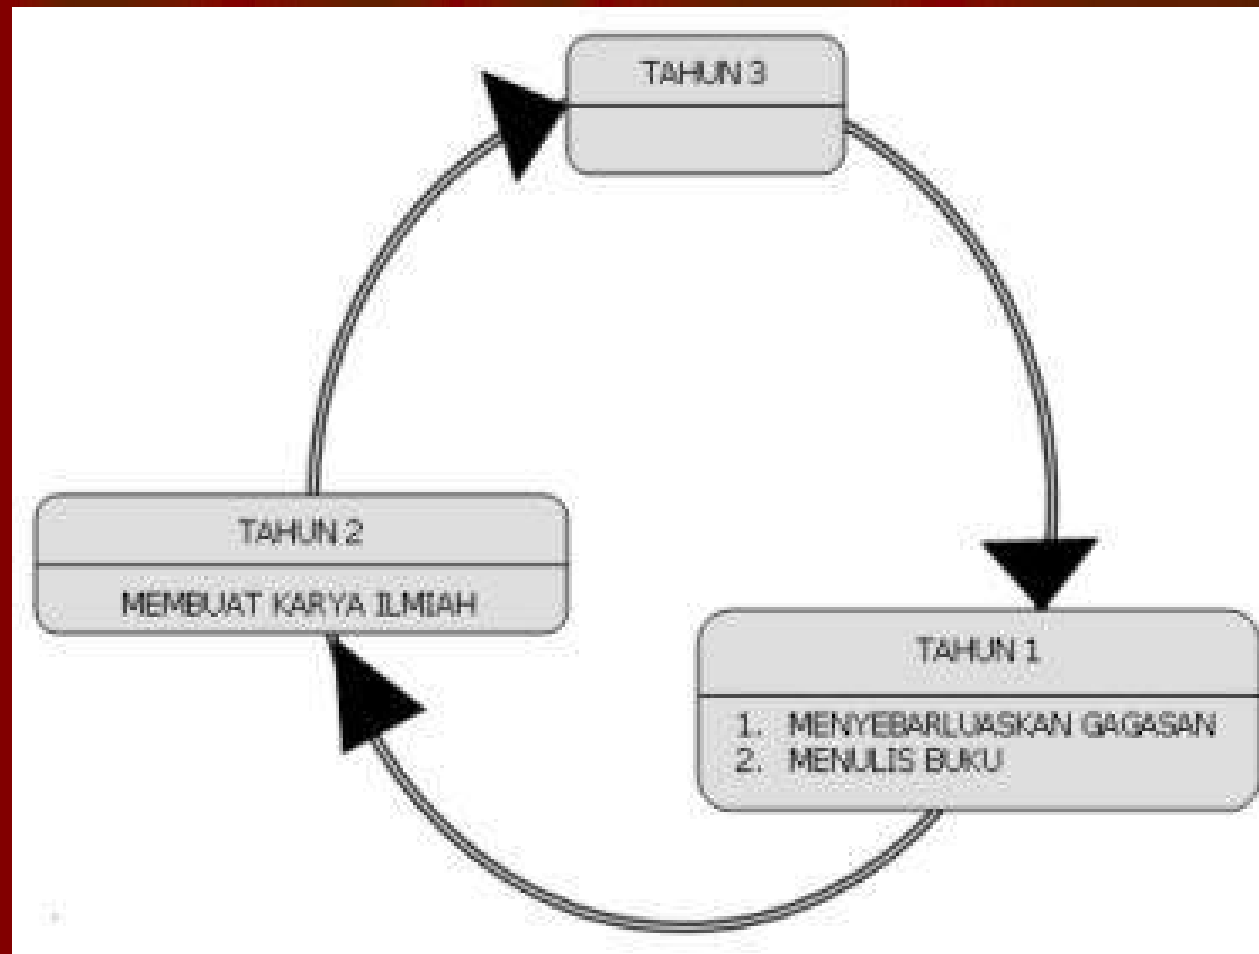 TAHUN 3
TAHUN 2
MEMBUAT KARYA ILMIAH
TAHUN 1
1. MENYEBARLUASKAN GAGASAN
2. MENULIS BUKU